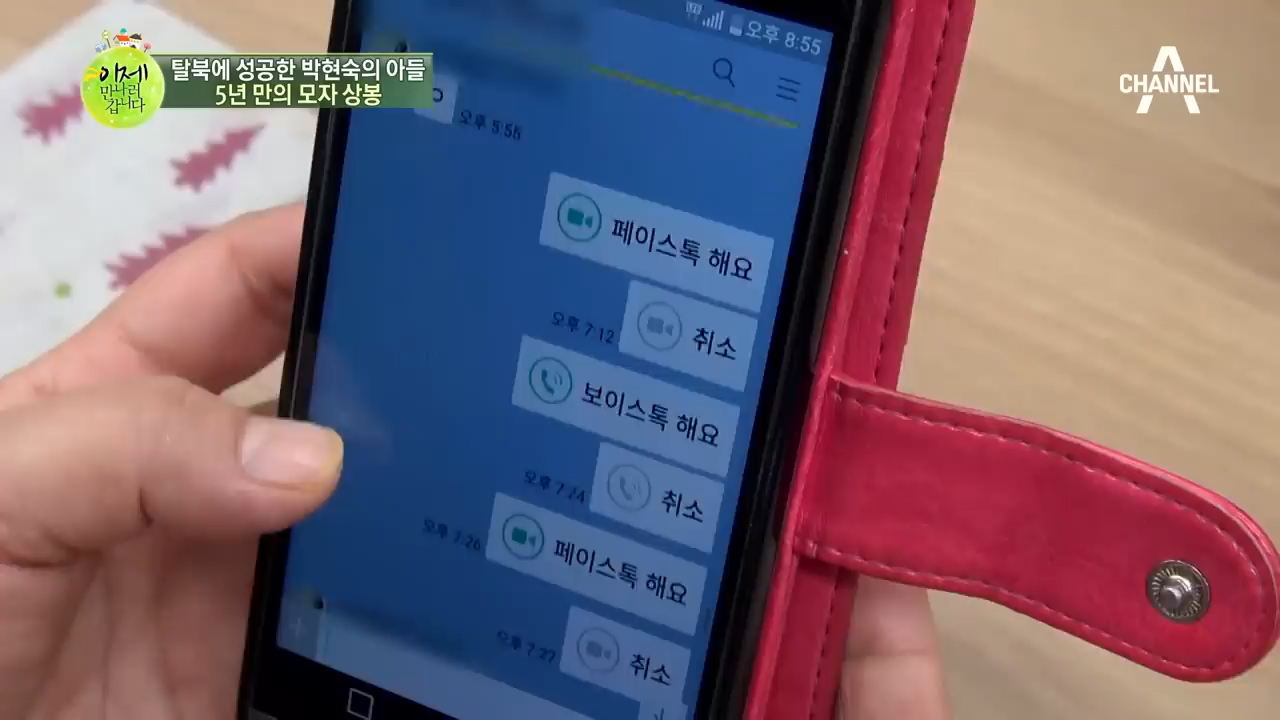 이제
만나러
갑니다
탈북에 성공한 박현숙의 아들
5년 만의 모자 상봉
CHANNEL A
오후 8:55
오후 5:56
페이스톡 해요
오후 7:12
취소
보이스톡 해요
오후 7:24
취소
오후 7:26
페이스톡 해요
오후 7:27
취소